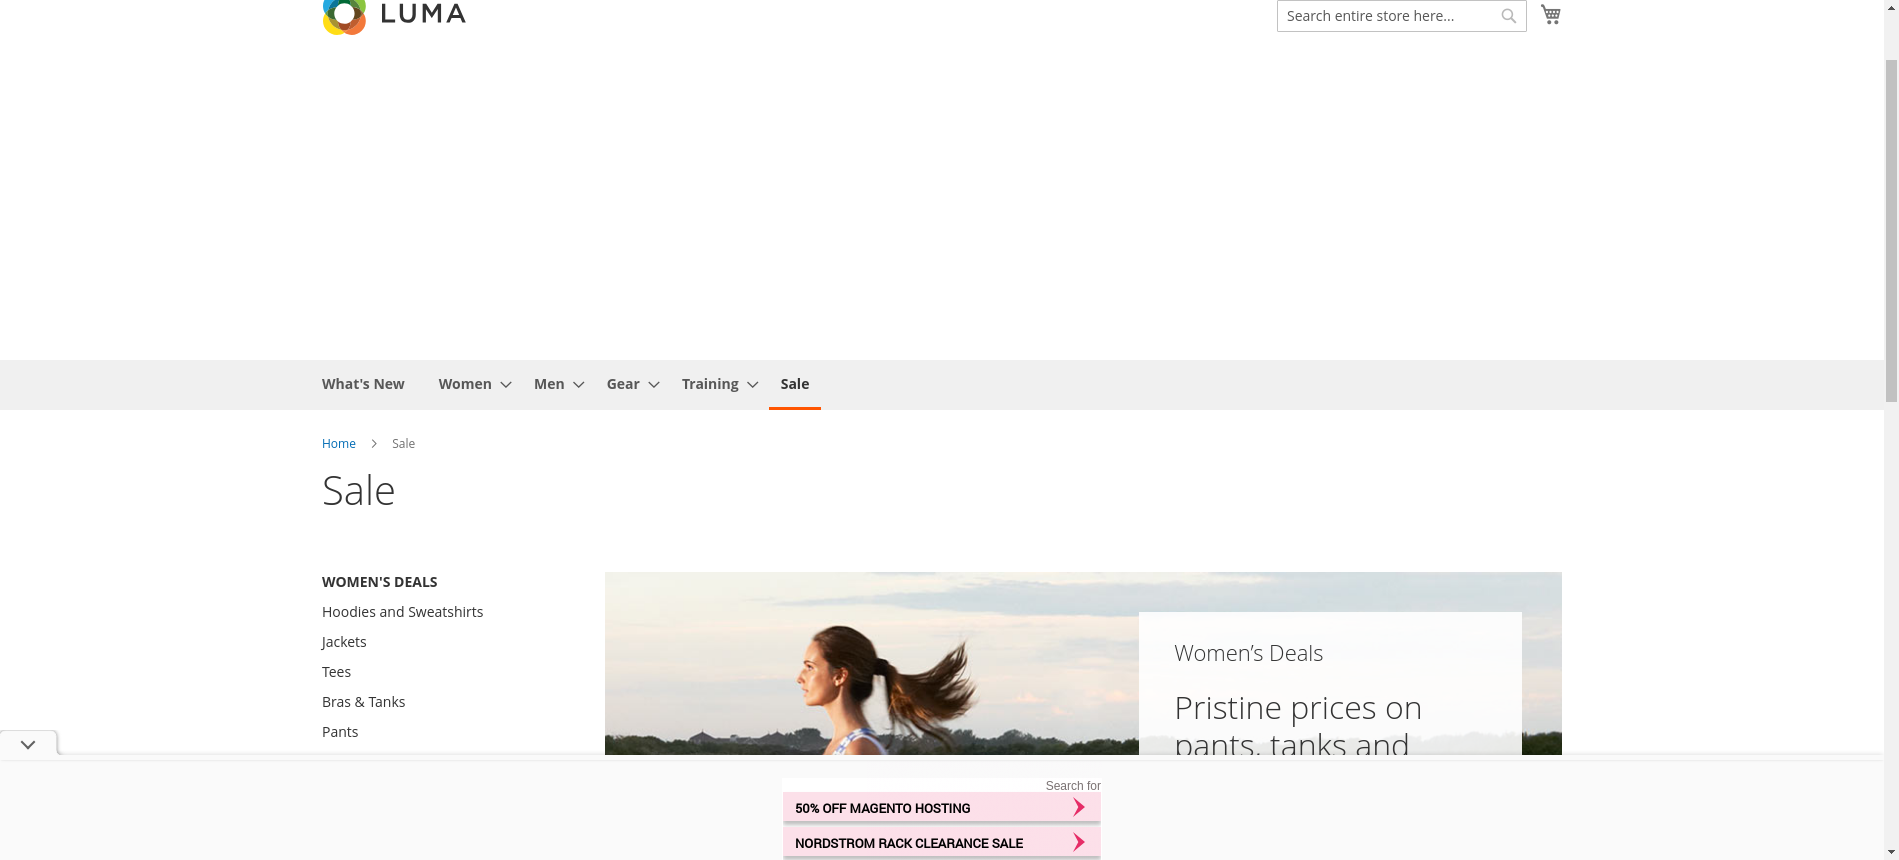 LUMA
Search entire store here...
What's New
Women
Men
Gear
Training
Sale
Home
Sale
Sale
WOMEN'S DEALS
Hoodies and Sweatshirts
Jackets
Tees
Bras & Tanks
Pants
Women's Deals
Pristine prices on
pants, tanks and
Search for
50% OFF MAGENTO HOSTING
NORDSTROM RACK CLEARANCE SALE